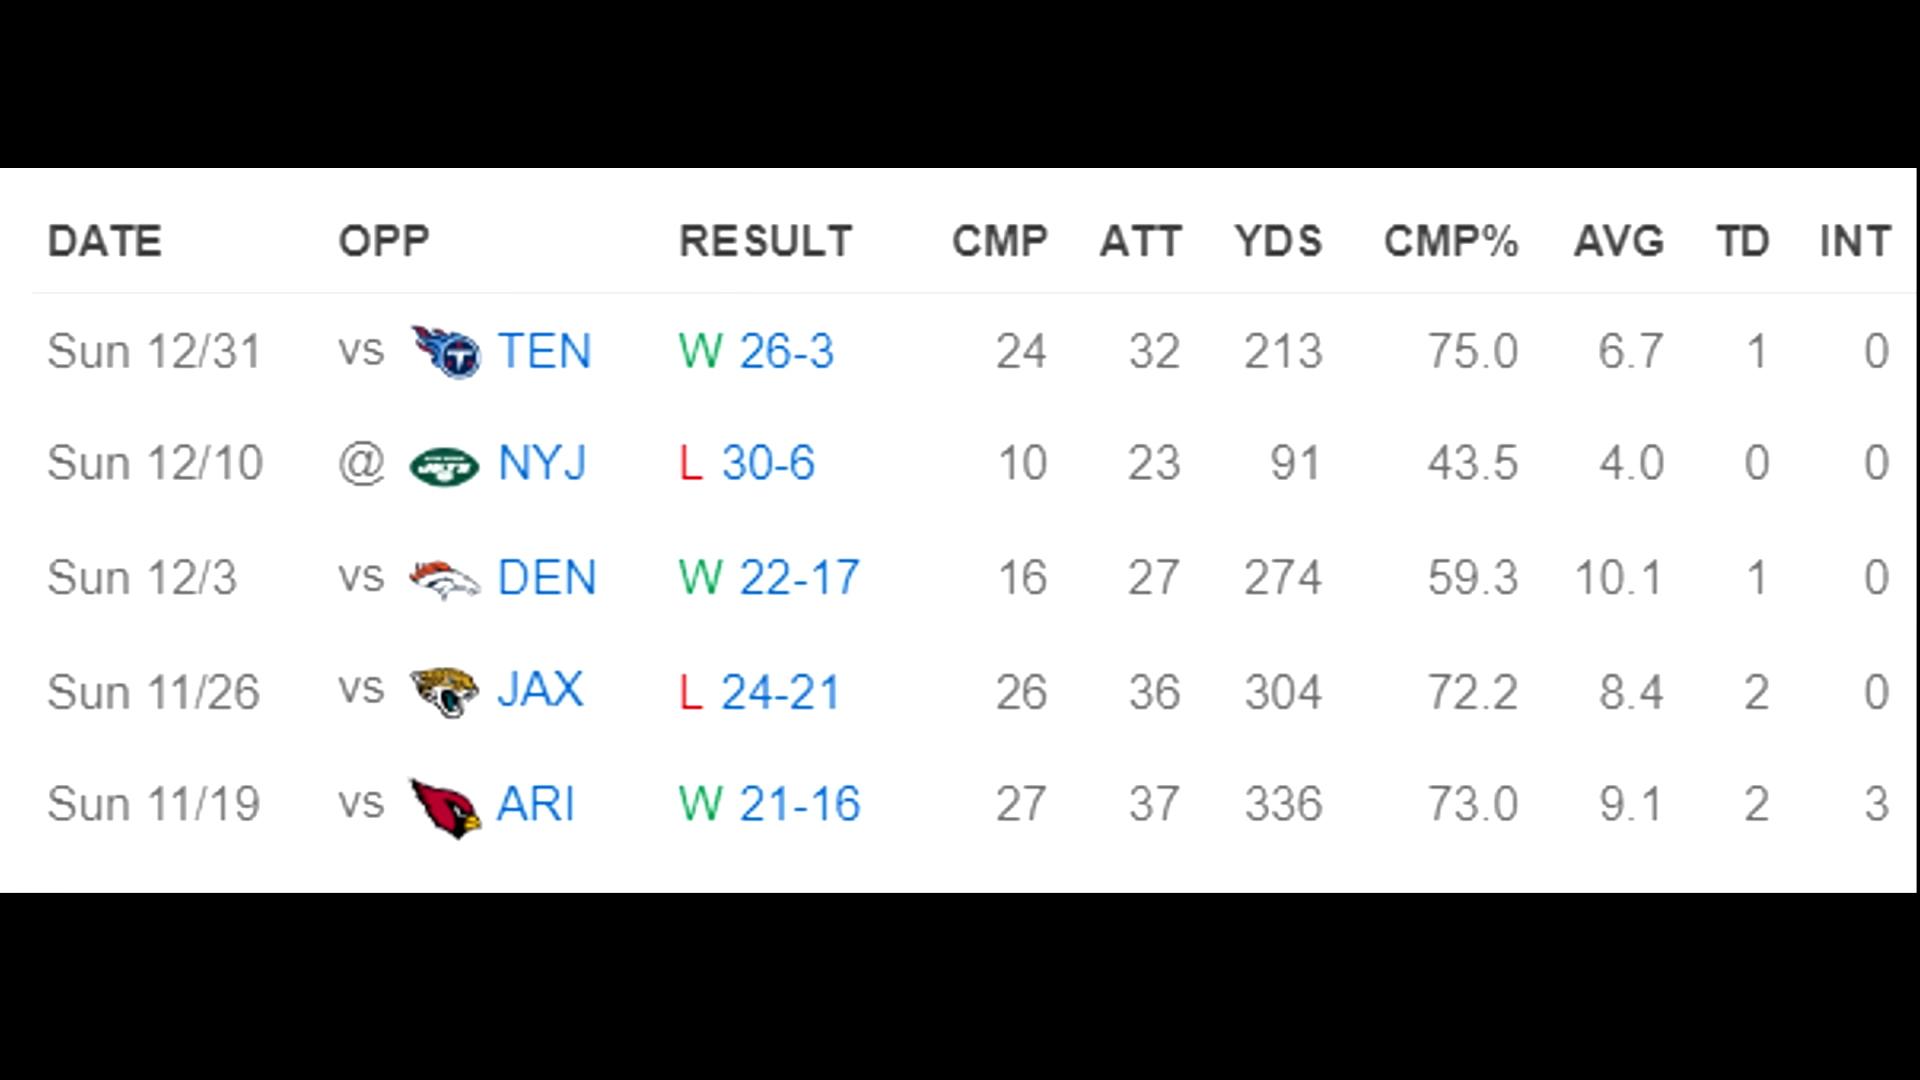 DATE OPP RESULT CMP ATT YDS CMP% AVG TD INT
Sun 12/31 vs TEN W 26-3 24 32 213 75.0 6.7 1 0
Sun 12/10 @ JETS NYJ L 30-6 10 23 91 43.5 4.0 0 0
Sun 12/3 vs DEN W 22-17 16 27 274 59.3 10.1 1 0
Sun 11/26 vs JAX L 24-21 26 36 304 72.2 8.4 2 0
Sun 11/19 vs ARI W 21-16 27 37 336 73.0 9.1 2 3